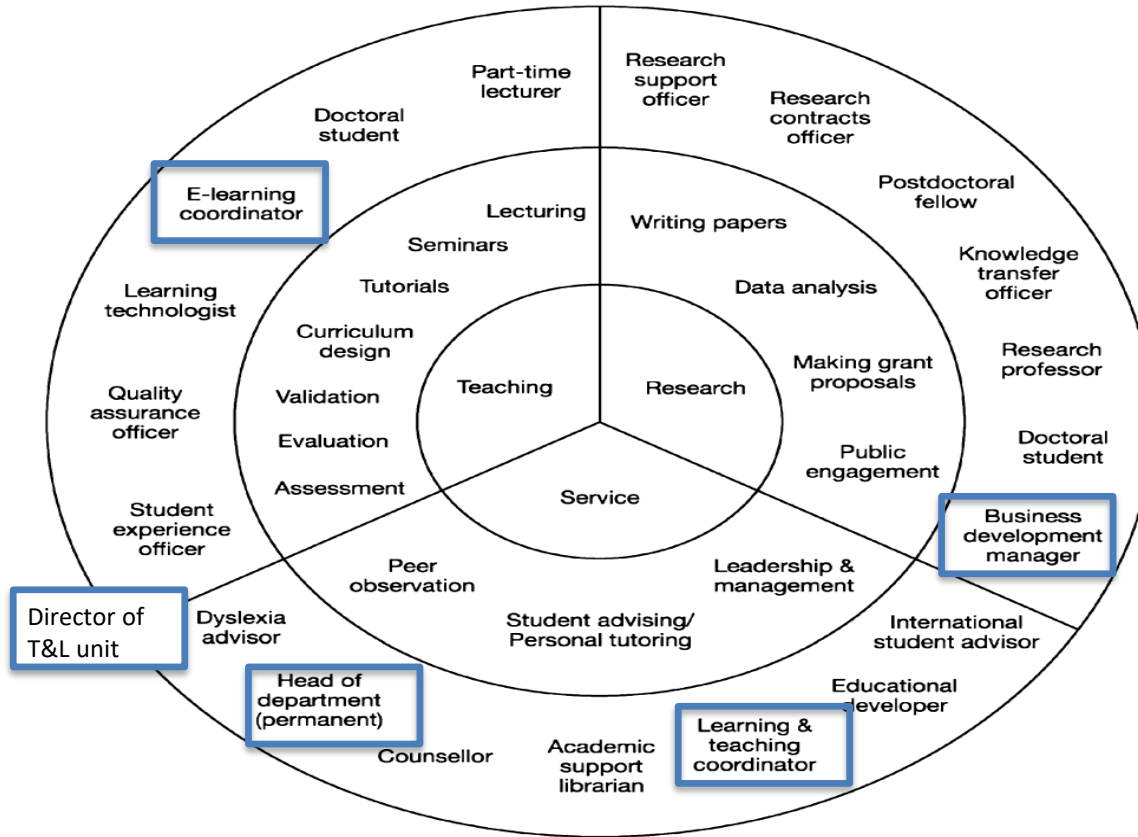 Part-time
lecturer
Doctoral
student
E-learning
coordinator
Learning
technologist
Quality
assurance
officer
Student
experience
officer
Research
support
officer
Research
contracts
officer
Postdoctoral
fellow
Knowledge
transfer
officer
Research
professor
Doctoral
student
Business
development
manager
Lecturing
Seminars
Tutorials
Curriculum
design
Validation
Evaluation
Assessment
Writing papers
Data analysis
Making grant
proposals
Public
engagement
Teaching
Research
Service
Peer
observation
Leadership &
management
Student advising/
Personal tutoring
Director of
T&L unit
Dyslexia
advisor
Head of
department
(permanent)
Counsellor
Academic
support
librarian
Learning &
teaching
coordinator
Educational
developer
International
student advisor